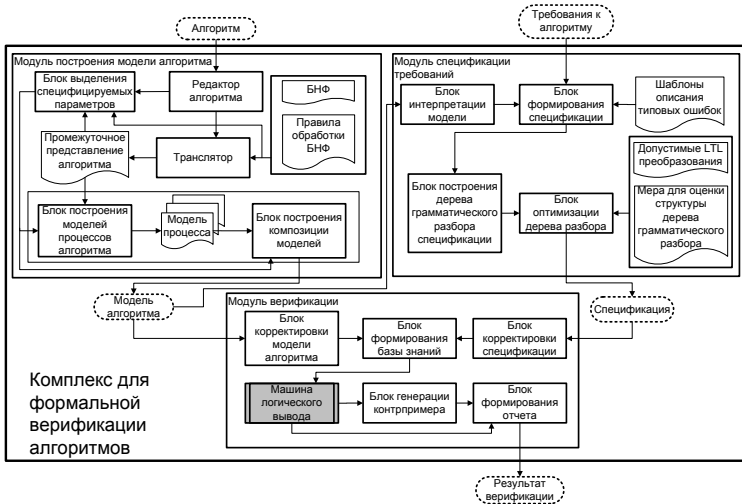 Алгоритм
Требования к
алгоритму
Модуль построения модели алгоритма
Блок выделения
специфицируемых
параметров
Редактор
алгоритма
БНФ
Правила
обработки
БНФ
Промежуточное
представление
алгоритма
Транслятор
Блок построения
моделей
процессов
алгоритма
Модель
процесса
Блок построения
композиции
моделей
Модуль спецификации
требований
Блок
интерпретации
модели
Блок
формирования
спецификации
Шаблоны
описания
типовых ошибок
Допустимые LTL
преобразования
Блок построения
дерева
грамматического
разбора
спецификации
Блок
оптимизации
дерева разбора
Мера для оценки
структуры
дерева
грамматического
разбора
Модель
алгоритма
Спецификация
Модуль верификации
Блок
корректировки
модели
алгоритма
Блок
формирования
базы знаний
Блок
корректировки
спецификации
Машина
логического
вывода
Блок генерации
контрпримера
Блок
формирования
отчета
Комплекс для
формальной
верификации
алгоритмов
Результат
верификации